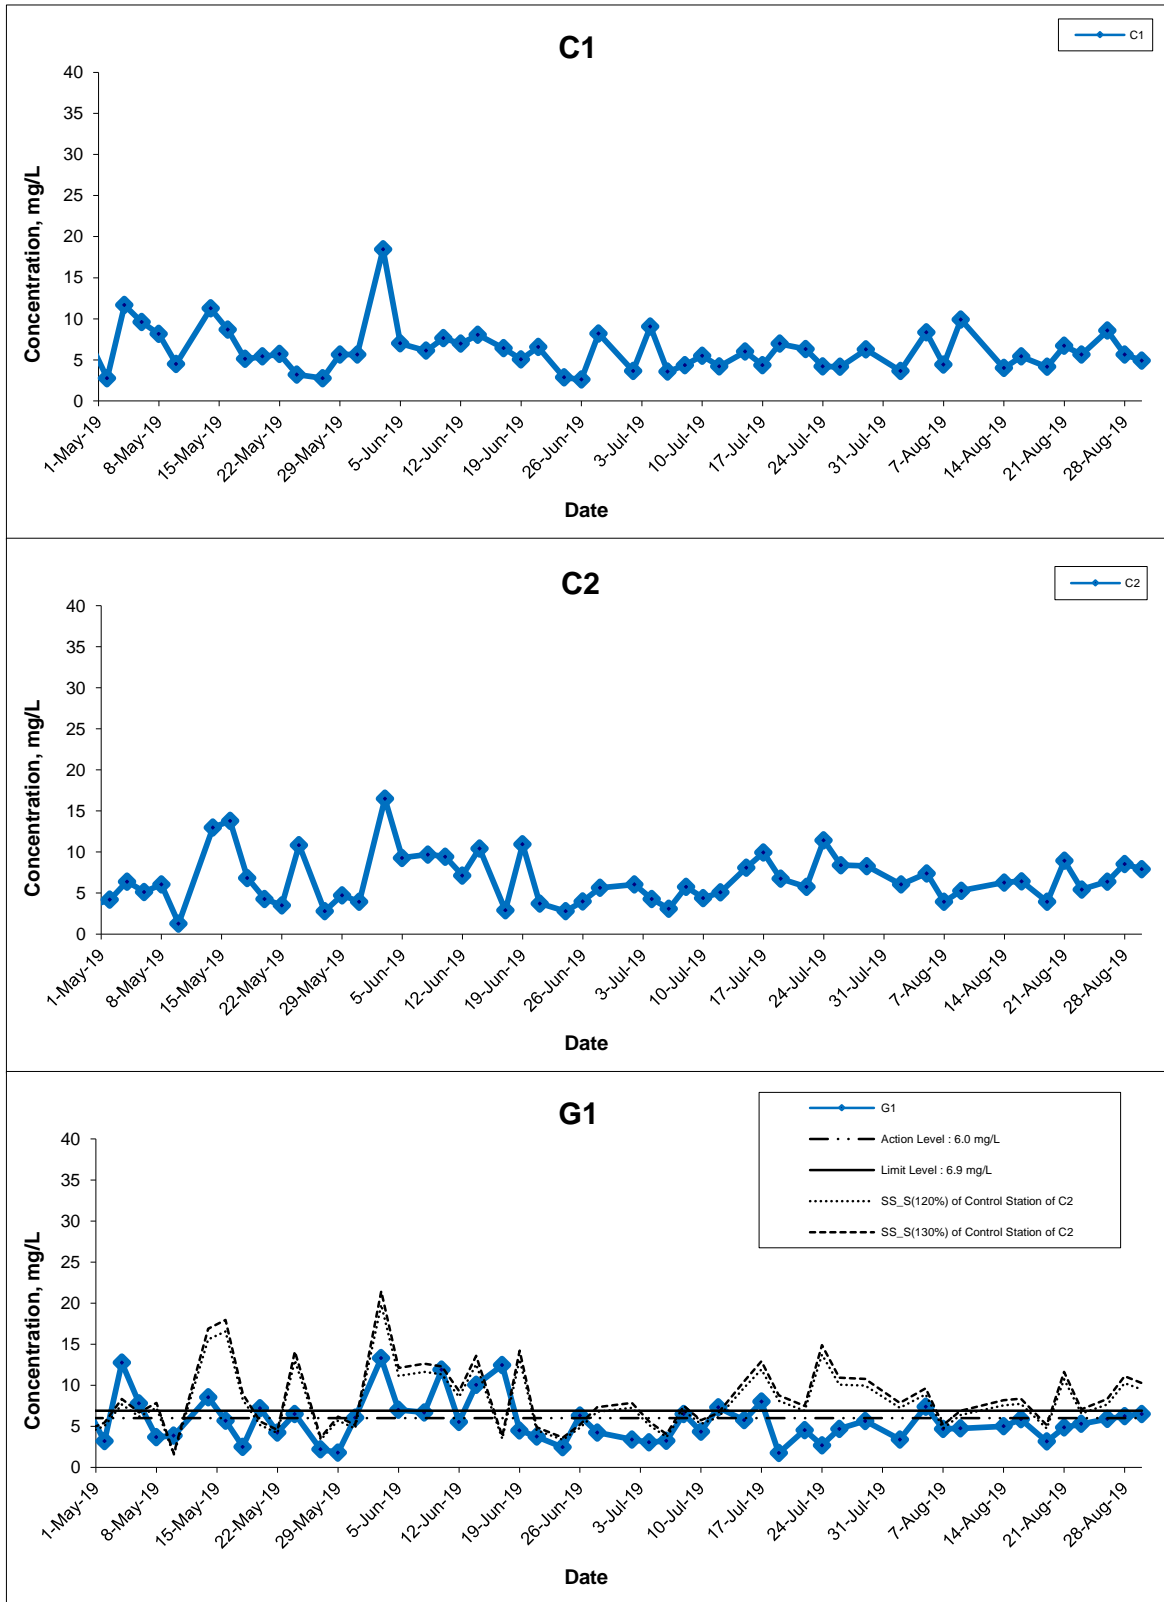 C1
C1
Concentration, mg/L
40
35
30
25
20
15
10
5
0
1-May-19
8-May-19
15-May-19
22-May-19
29-May-19
5-Jun-19
12-Jun-19
19-Jun-19
26-Jun-19
3-Jul-19
10-Jul-19
17-Jul-19
24-Jul-19
31-Jul-19
7-Aug-19
14-Aug-19
21-Aug-19
28-Aug-19
Date
C2
C2
Concentration, mg/L
40
35
30
25
20
15
10
5
0
1-May-19
8-May-19
15-May-19
22-May-19
29-May-19
5-Jun-19
12-Jun-19
19-Jun-19
26-Jun-19
3-Jul-19
10-Jul-19
17-Jul-19
24-Jul-19
31-Jul-19
7-Aug-19
14-Aug-19
21-Aug-19
28-Aug-19
Date
G1
G1
Action Level : 6.0 mg/L
Limit Level : 6.9 mg/L
SS_S(120%) of Control Station of C2
SS_S(130%) of Control Station of C2
Concentration, mg/L
40
35
30
25
20
15
10
5
0
1-May-19
8-May-19
15-May-19
22-May-19
29-May-19
5-Jun-19
12-Jun-19
19-Jun-19
26-Jun-19
3-Jul-19
10-Jul-19
17-Jul-19
24-Jul-19
31-Jul-19
7-Aug-19
14-Aug-19
21-Aug-19
28-Aug-19
Date